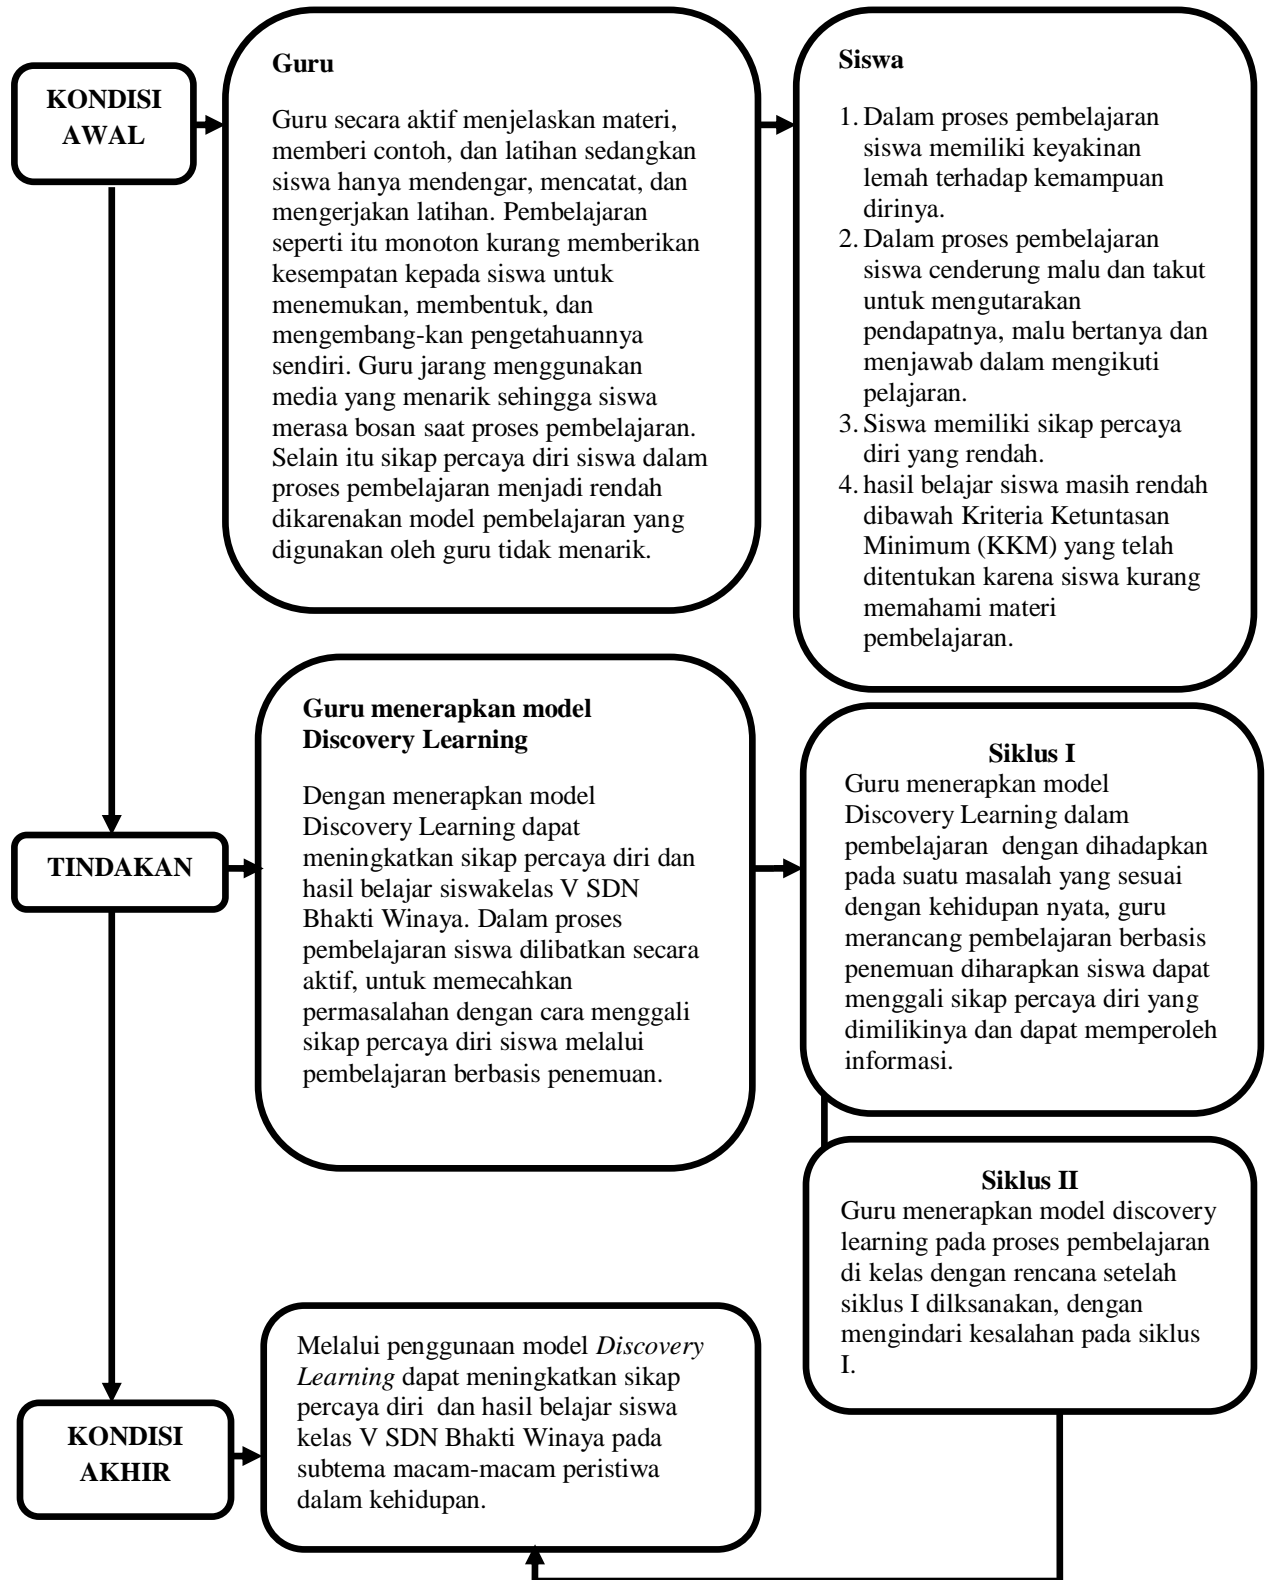 KONDISI
AWAL
Guru
Guru secara aktif menjelaskan materi,
memberi contoh, dan latihan sedangkan
siswa hanya mendengar, mencatat, dan
mengerjakan latihan. Pembelajaran
seperti itu monoton kurang memberikan
kesempatan kepada siswa untuk
menemukan, membentuk, dan
mengembang-kan pengetahuannya
sendiri. Guru jarang menggunakan
media yang menarik sehingga siswa
merasa bosan saat proses pembelajaran.
Selain itu sikap percaya diri siswa dalam
proses pembelajaran menjadi rendah
dikarenakan model pembelajaran yang
digunakan oleh guru tidak menarik.
Siswa
1. Dalam proses pembelajaran
siswa memiliki keyakinan
lemah terhadap kemampuan
dirinya.
2. Dalam proses pembelajaran
siswa cenderung malu dan takut
untuk mengutarakan
pendapatnya, malu bertanya dan
menjawab dalam mengikuti
pelajaran.
3. Siswa memiliki sikap percaya
diri yang rendah.
4. hasil belajar siswa masih rendah
dibawah Kriteria Ketuntasan
Minimum (KKM) yang telah
ditentukan karena siswa kurang
memahami materi
pembelajaran.
TINDAKAN
Guru menerapkan model
Discovery Learning
Dengan menerapkan model
Discovery Learning dapat
meningkatkan sikap percaya diri dan
hasil belajar siswakelas V SDN
Bhakti Winaya. Dalam proses
pembelajaran siswa dilibatkan secara
aktif, untuk memecahkan
permasalahan dengan cara menggali
sikap percaya diri siswa melalui
pembelajaran berbasis penemuan.
Siklus I
Guru menerapkan model
Discovery Learning dalam
pembelajaran dengan dihadapkan
pada suatu masalah yang sesuai
dengan kehidupan nyata, guru
merancang pembelajaran berbasis
penemuan diharapkan siswa dapat
menggali sikap percaya diri yang
dimilikinya dan dapat memperoleh
informasi.
Siklus II
Guru menerapkan model discovery
learning pada proses pembelajaran
di kelas dengan rencana setelah
siklus I dilksanakan, dengan
mengindari kesalahan pada siklus
I.
KONDISI
AKHIR
Melalui penggunaan model Discovery
Learning dapat meningkatkan sikap
percaya diri dan hasil belajar siswa
kelas V SDN Bhakti Winaya pada
subtema macam-macam peristiwa
dalam kehidupan.